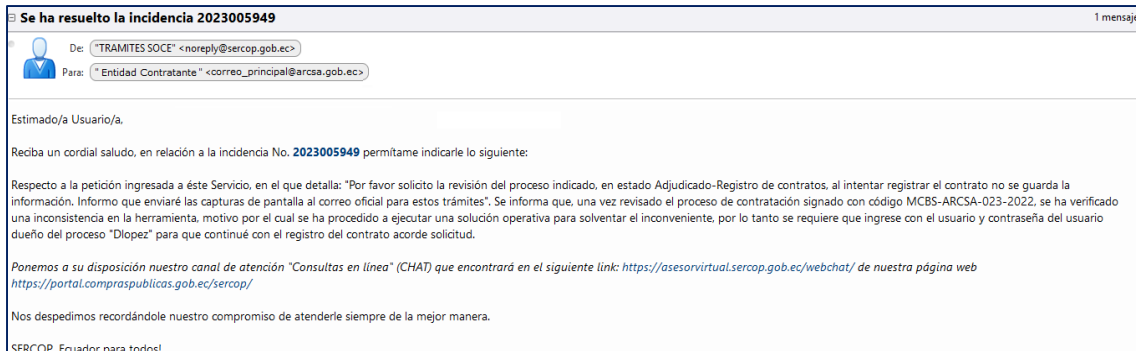 Se ha resuelto la incidencia 2023005949
1 mensaje
De: "TRAMITES SOCE" <noreply@sercop.gob.ec>
Para: "Entidad Contratante" <correo_principal@arcsa.gob.ec>
Estimado/a Usuario/a,
Reciba un cordial saludo, en relación a la incidencia No. 2023005949 permítame indicarle lo siguiente:
Respecto a la petición ingresada a éste Servicio, en el que detalla: "Por favor solicito la revisión del proceso indicado, en estado Adjudicado-Registro de contratos, al intentar registrar el contrato no se guarda la
información. Informo que enviaré las capturas de pantalla al correo oficial para estos trámites". Se informa que, una vez revisado el proceso de contratación signado con código MCBS-ARCSA-023-2022, se ha verificado
una inconsistencia en la herramienta, motivo por el cual se ha procedido a ejecutar una solución operativa para solventar el inconveniente, por lo tanto se requiere que ingrese con el usuario y contraseña del usuario
dueño del proceso "Dlopez" para que continué con el registro del contrato acorde solicitud.
Ponemos a su disposición nuestro canal de atención "Consultas en línea" (CHAT) que encontrará en el siguiente link: https://asesorvirtual.sercop.gob.ec/webchat/ de nuestra página web
https://portal.compraspublicas.gob.ec/sercop/
Nos despedimos recordándole nuestro compromiso de atenderle siempre de la mejor manera.
SERCOP, Ecuador para todos!